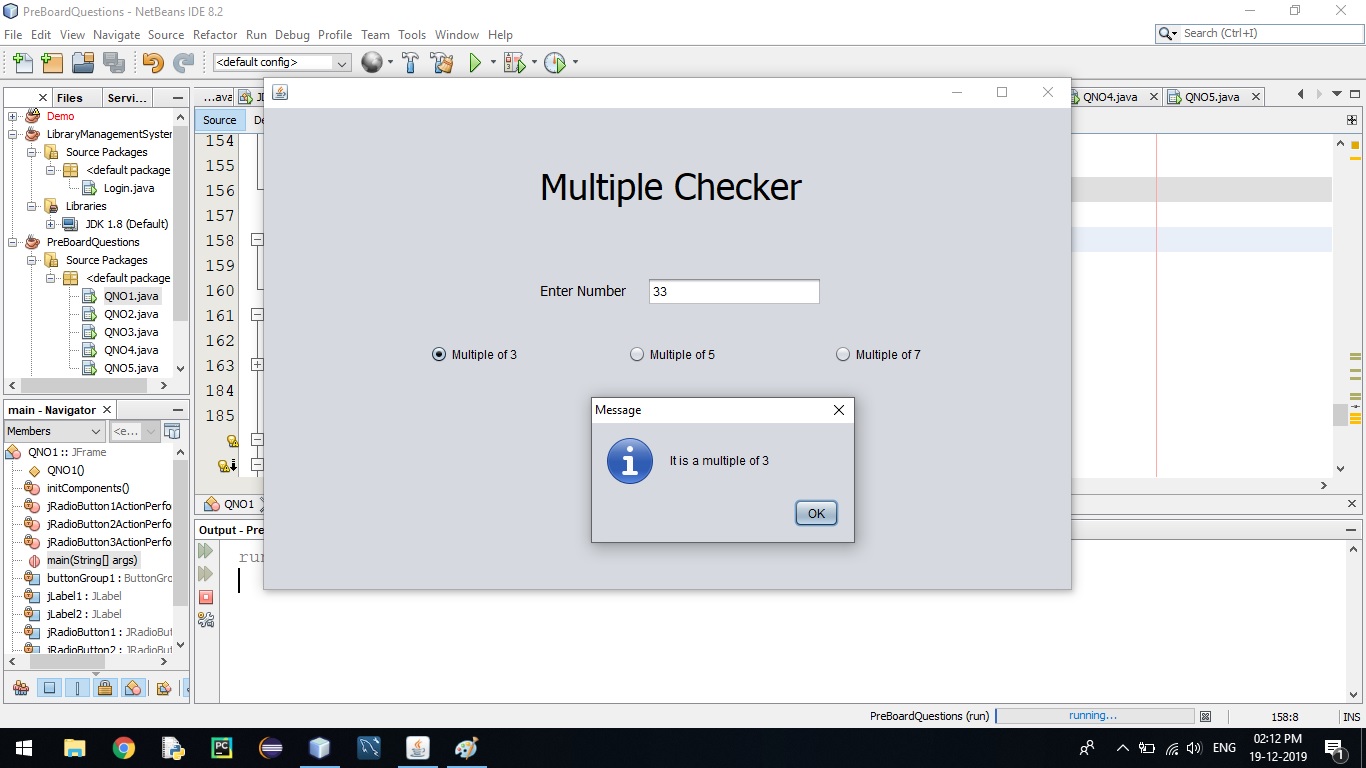 PreBoardQuestions - NetBeans IDE 8.2
File Edit View Navigate Source Refactor Run Debug Profile Team Tools Window Help
Search (Ctrl+I)
<default config>
Files Servi...
...ava
QNO4.java QNO5.java
Source
Demo
LibraryManagementSyster
Source Packages
<default package
Login.java
Libraries
JDK 1.8 (Default)
PreBoardQuestions
Source Packages
<default package
QNO1.java
QNO2.java
QNO3.java
QNO4.java
QNO5.java
154
155
156
157
158
159
160
161
162
163
184
185
QNO1
Multiple Checker
Enter Number 33
Multiple of 3 Multiple of 5 Multiple of 7
Message
It is a multiple of 3
OK
main - Navigator
Members <e...
QNO1 :: JFrame
QNO1()
initComponents()
jRadioButton1ActionPerfo
jRadioButton2ActionPerfo
jRadioButton3ActionPerfo
main(String[] args)
buttonGroup1 : ButtonGro
jLabel1 : JLabel
jLabel2 : JLabel
jRadioButton1 : JRadioBut
jRadioButton2 : JRadioBut
Output - Pre
run
PreBoardQuestions (run) running... 158:8 INS
PC
ENG
02:12 PM
19-12-2019
1